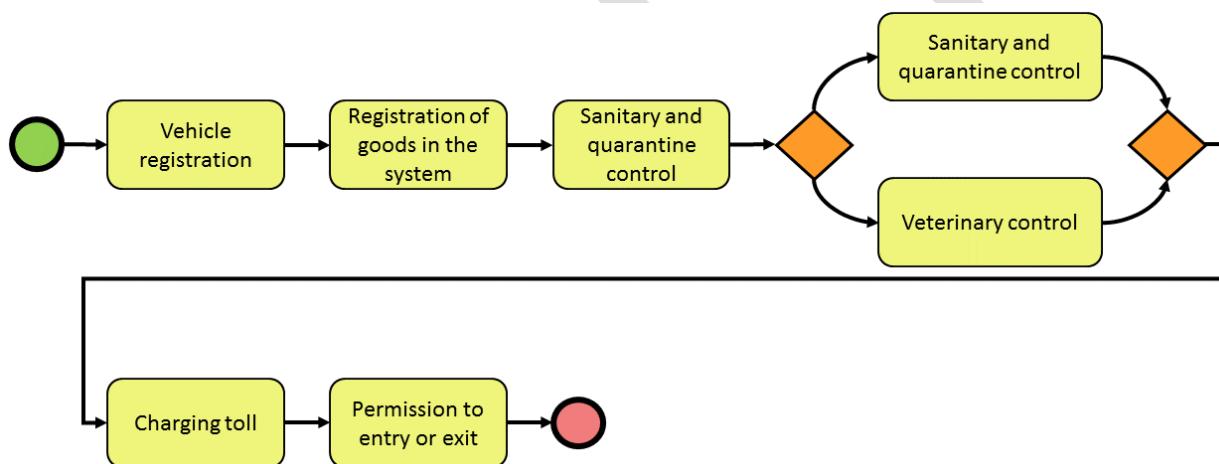 Vehicle
registration
Registration of
goods in the
system
Sanitary and
quarantine
control
Sanitary and
quarantine control
Veterinary control
Charging toll
Permission to
entry or exit